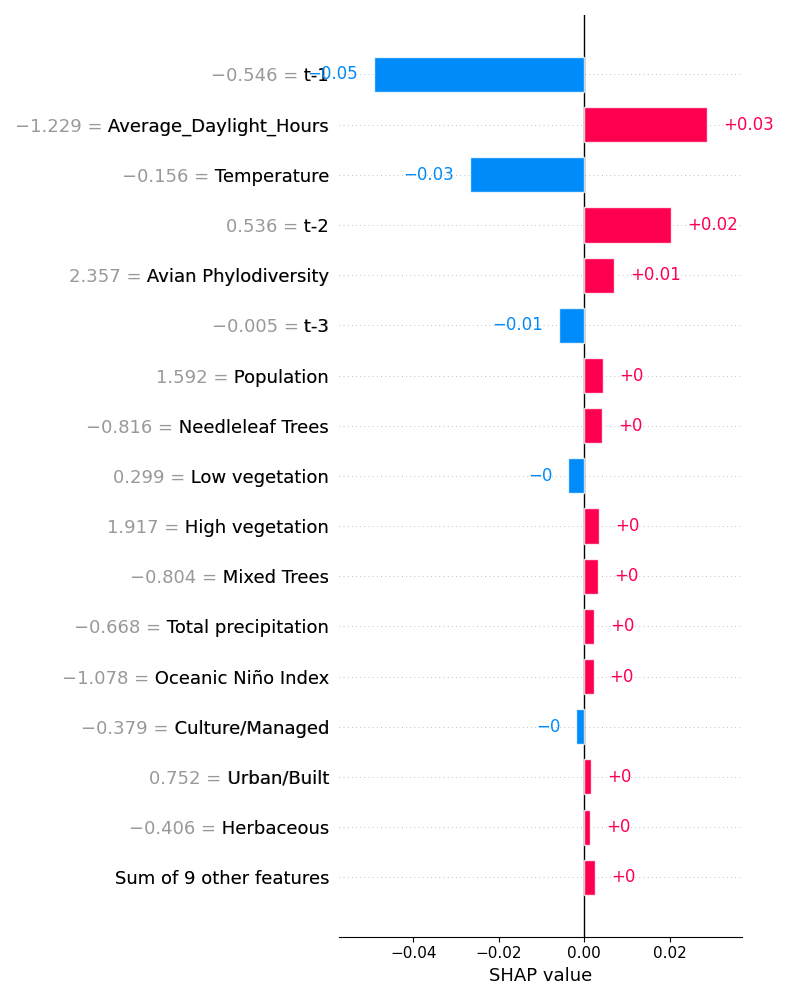 −0.546 = t-1 −0.05
−1.229 = Average_Daylight_Hours +0.03
−0.156 = Temperature −0.03
0.536 = t-2 +0.02
2.357 = Avian Phylodiversity +0.01
−0.005 = t-3 −0.01
1.592 = Population +0
−0.816 = Needleleaf Trees +0
0.299 = Low vegetation −0
1.917 = High vegetation +0
−0.804 = Mixed Trees +0
−0.668 = Total precipitation +0
−1.078 = Oceanic Niño Index +0
−0.379 = Culture/Managed −0
0.752 = Urban/Built +0
−0.406 = Herbaceous +0
Sum of 9 other features +0
−0.04 −0.02 0.00 0.02
SHAP value